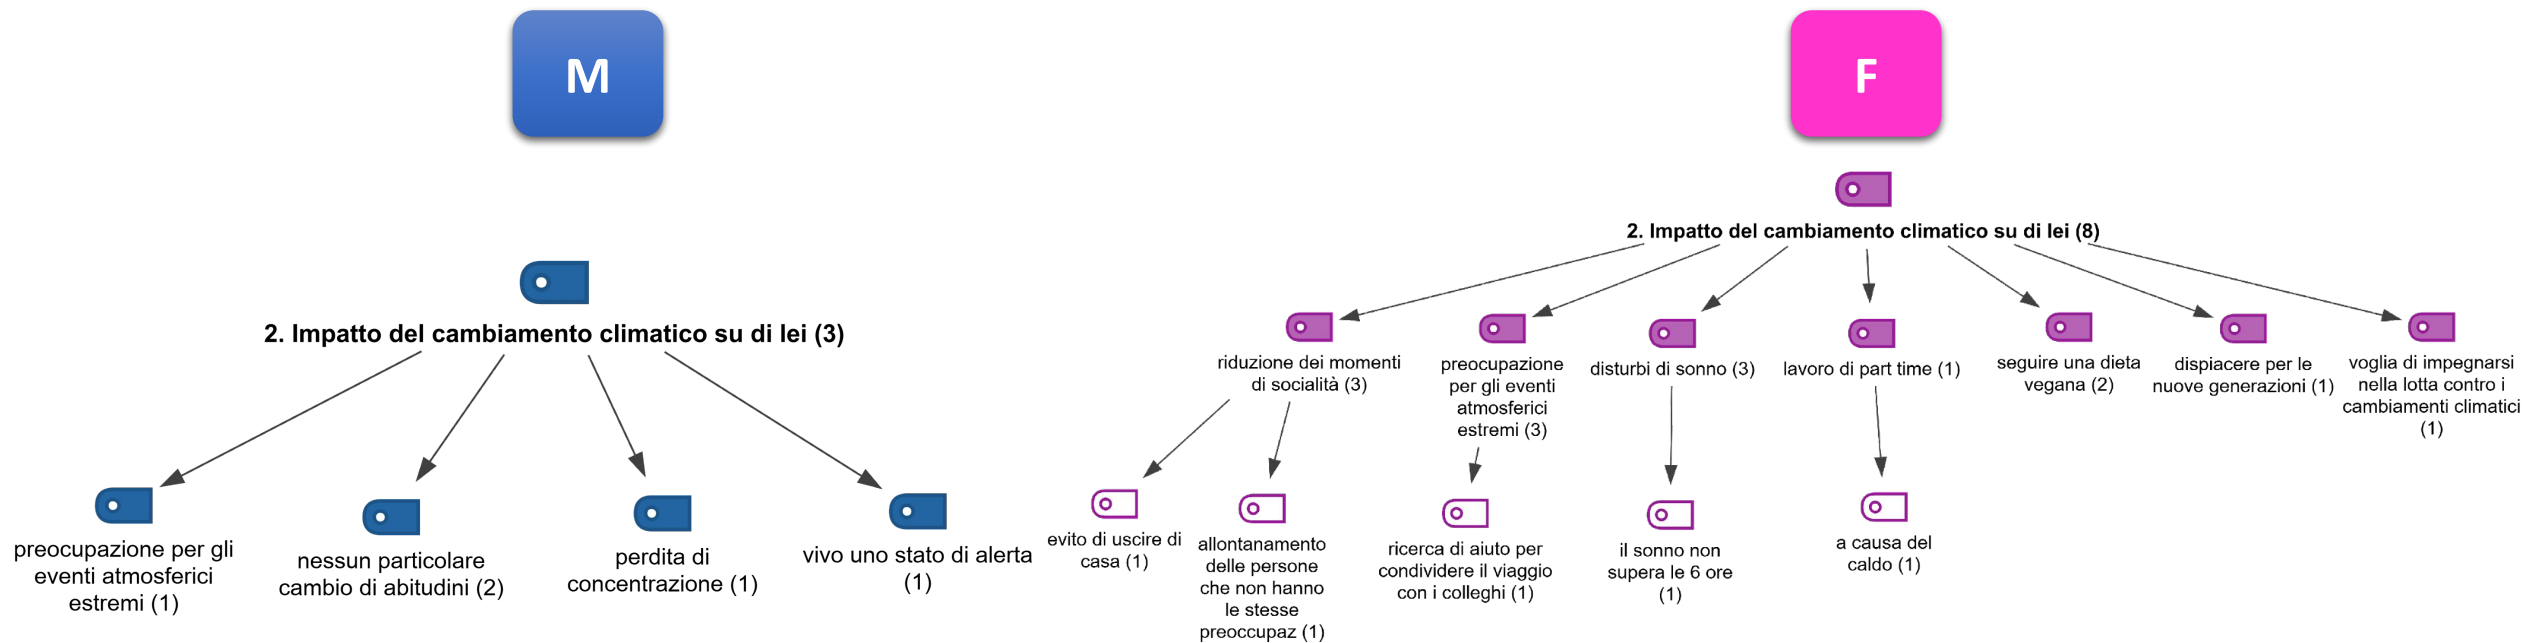 M
2. Impatto del cambiamento climatico su di lei (3)
preocupazione per gli
eventi atmosferici
estremi (1)
nessun particolare
cambio di abitudini (2)
perdita di
concentrazione (1)
vivo uno stato di alerta
(1)
F
2. Impatto del cambiamento climatico su di lei (8)
riduzione dei momenti
di socialità (3)
preocupazione
per gli eventi
atmosferici
estremi (3)
disturbi di sonno (3)
lavoro di part time (1)
seguire una dieta
vegana (2)
dispiacere per le
nuove generazioni (1)
voglia di impegnarsi
nella lotta contro i
cambiamenti climatici
(1)
evito di uscire di
casa (1)
allontanamento
delle persone
che non hanno
le stesse
preoccupaz (1)
ricerca di aiuto per
condividere il viaggio
con i colleghi (1)
il sonno non
supera le 6 ore
(1)
a causa del
caldo (1)